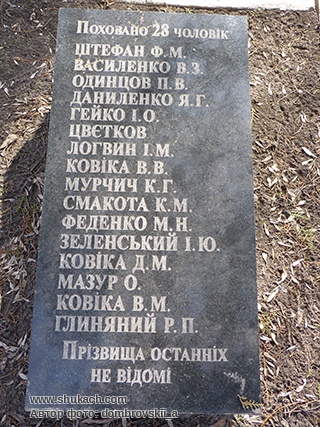 Поховано 28 чоловік
ШТЕФАН Ф.М.
ВАСИЛЕНКО В.З.
ОДИНЦОВ П.В.
ДАНИЛЕНКО Я.Г.
ГЕЙКО І.О.
ЦВЄТКОВ
ЛОГВИН І.М.
КОВІКА В.В.
МУРЧИЧ К.Г.
СМАКОТА К.М.
ФЕДЕНКО М.Н.
ЗЕЛЕНСЬКИЙ І.Ю.
КОВІКА Д.М.
МАЗУР О.
КОВІКА В.М.
ГЛИНЯНИЙ Р.П.
Прізвища останніх
не відомі
www.shukach.com
Автор фото: dombrovskii_a